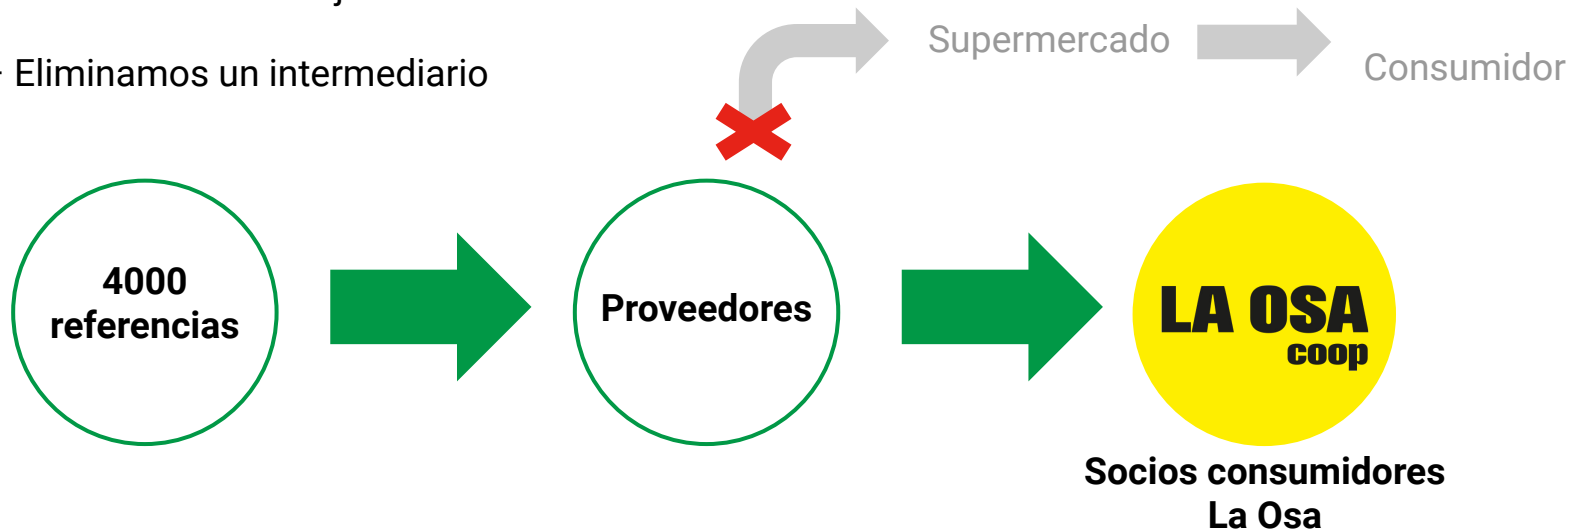 Eliminamos un intermediario
Supermercado
Consumidor
4000
referencias
Proveedores
LA OSA
coop
Socios consumidores
La Osa